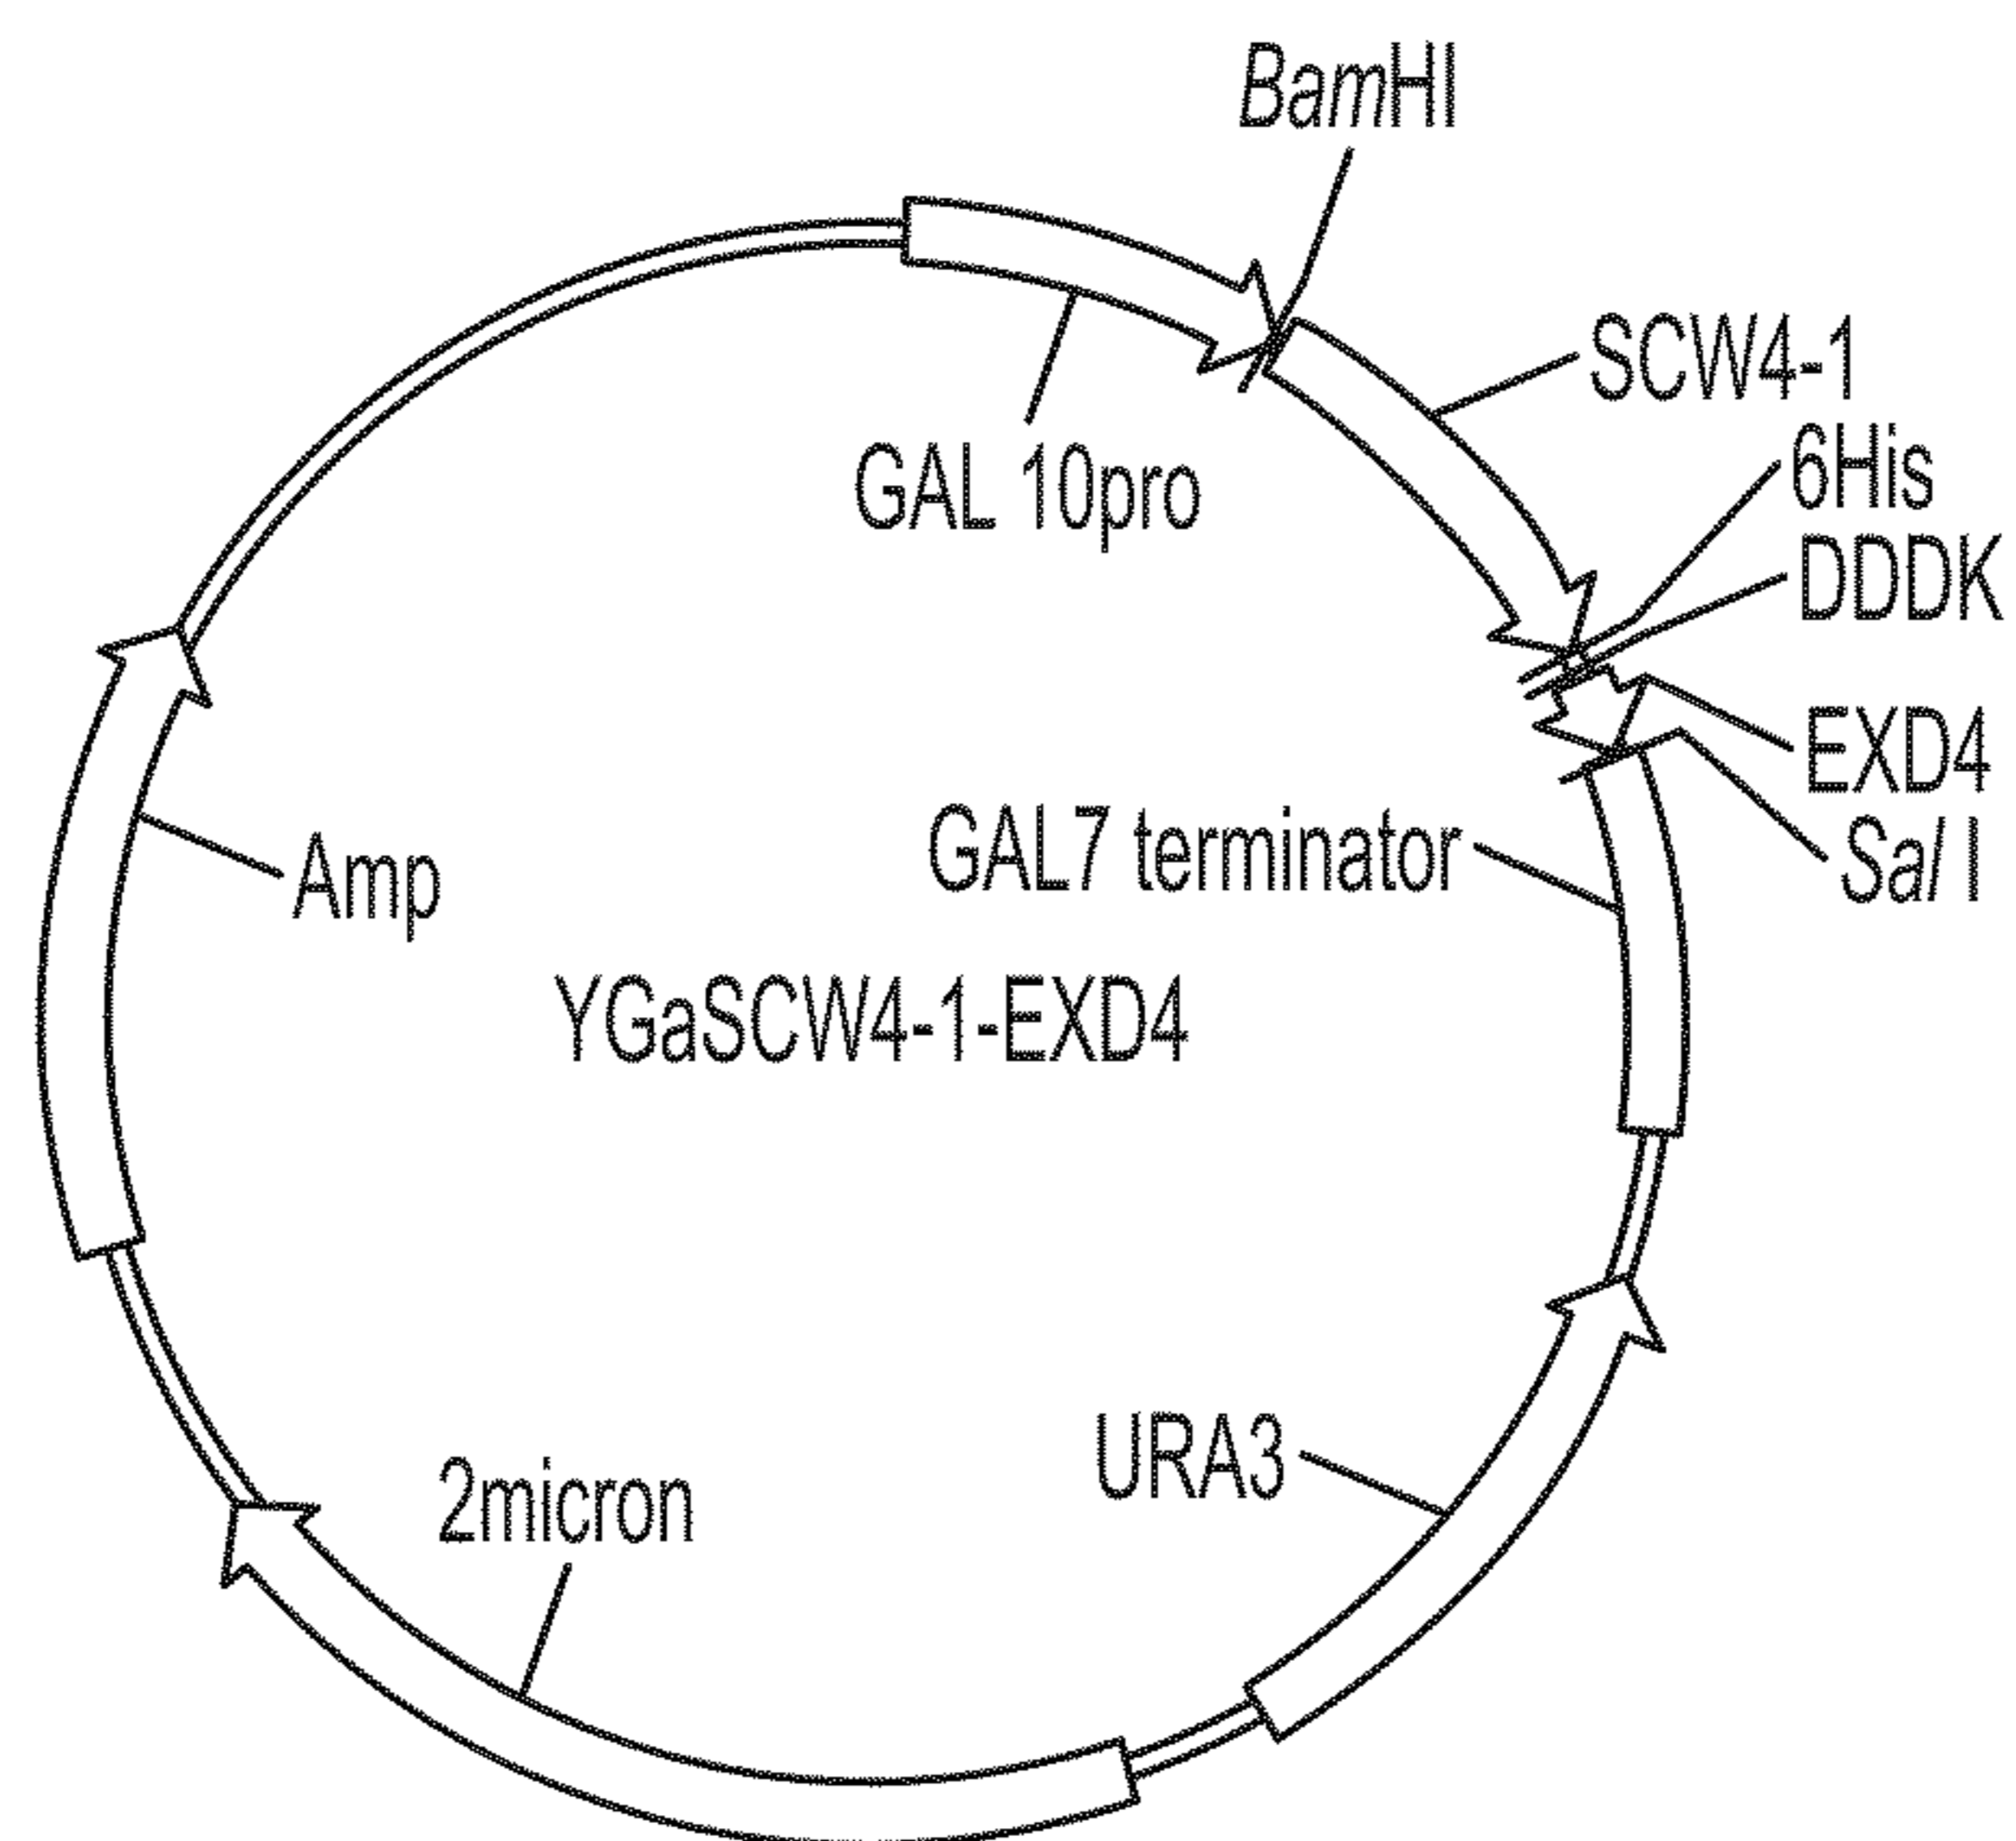 BamHI
SCW4-1
6His
DDDK
GAL 10pro
EXD4
GAL7 terminator
Sal I
Amp
YGaSCW4-1-EXD4
URA3
2micron